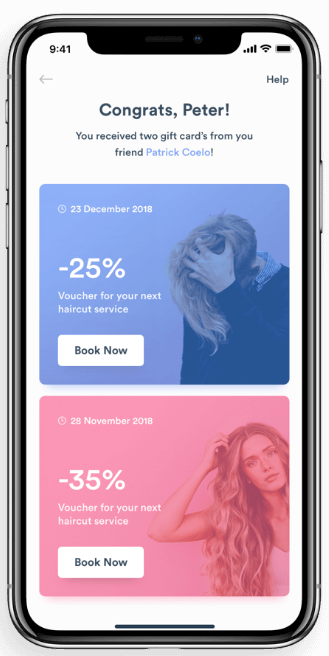 9:41
Help
Congrats, Peter!
You received two gift card's from you
friend Patrick Coelo!
23 December 2018
-25%
Voucher for your next
haircut service
Book Now
28 November 2018
-35%
Voucher for your next
haircut service
Book Now